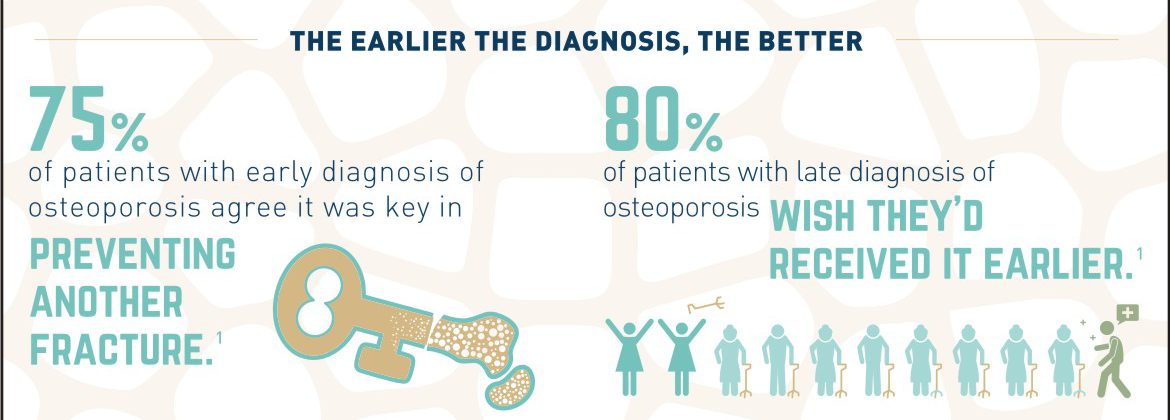 THE EARLIER THE DIAGNOSIS, THE BETTER
75%
of patients with early diagnosis of
osteoporosis agree it was key in
PREVENTING
ANOTHER
FRACTURE.¹
80%
of patients with late diagnosis of
osteoporosis WISH THEY'D
RECEIVED IT EARLIER.¹